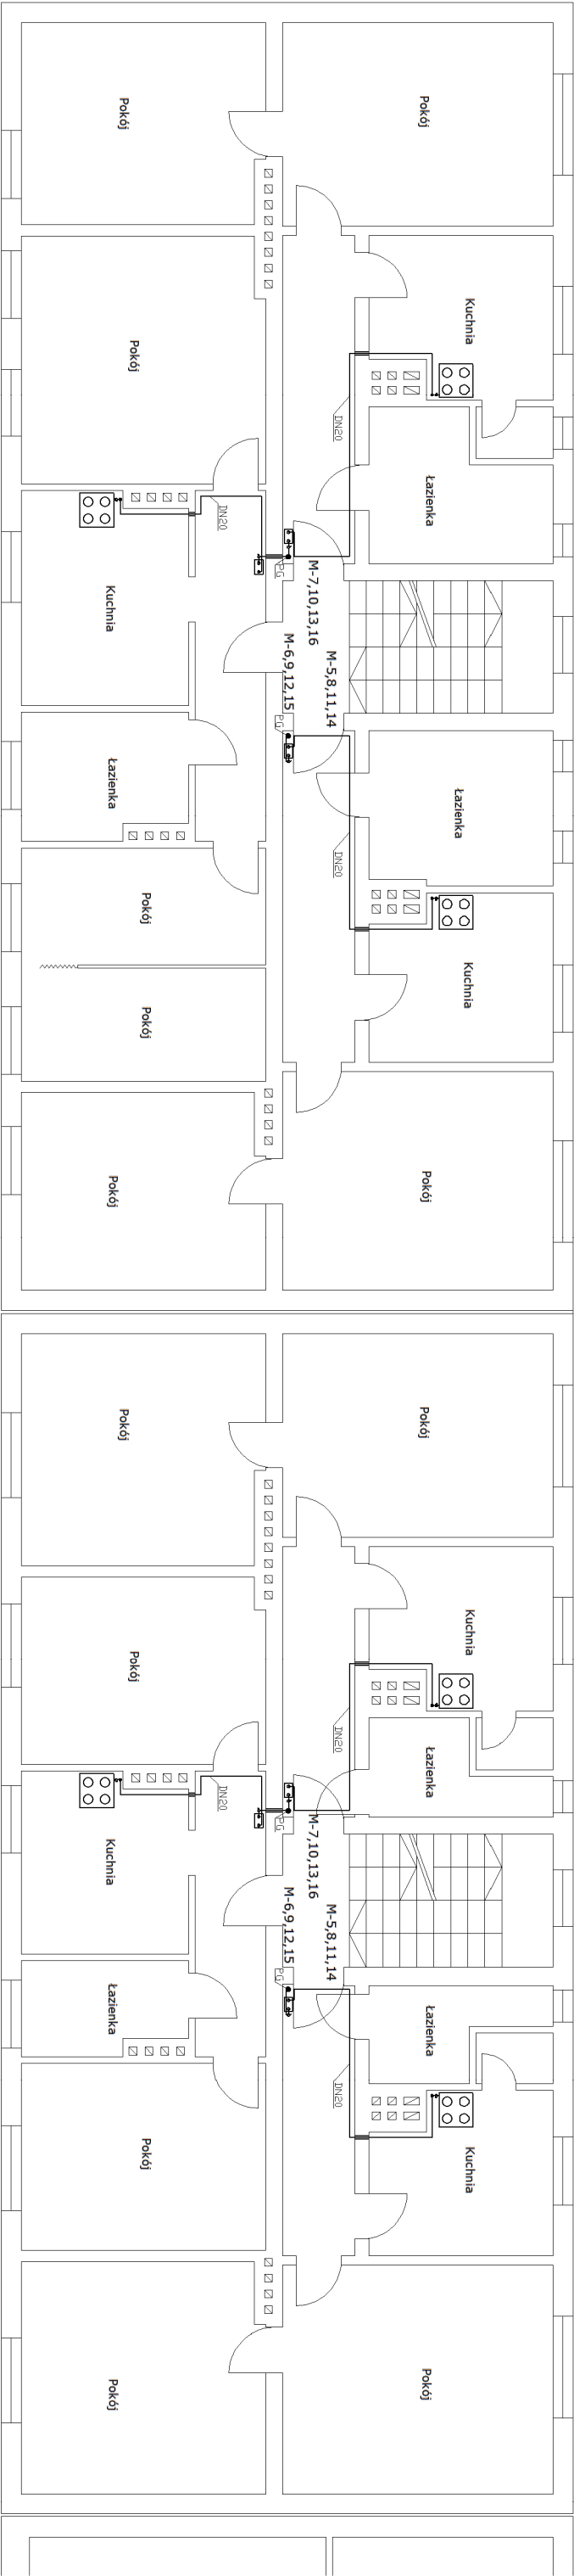 Pokój
Pokój
Kuchnia
Pokój
DN20
Łazienka
DN20
PG
M-7,10,13,16
Kuchnia
M-6,9,12,15
M-5,8,11,14
PG
Łazienka
Łazienka
DN20
Pokój
Kuchnia
Pokój
Pokój
Pokój
Pokój
Pokój
Kuchnia
Pokój
DN20
Łazienka
DN20
PG
M-7,10,13,16
Kuchnia
M-6,9,12,15
M-5,8,11,14
PG
Łazienka
Łazienka
DN20
Kuchnia
Pokój
Pokój
Pokój